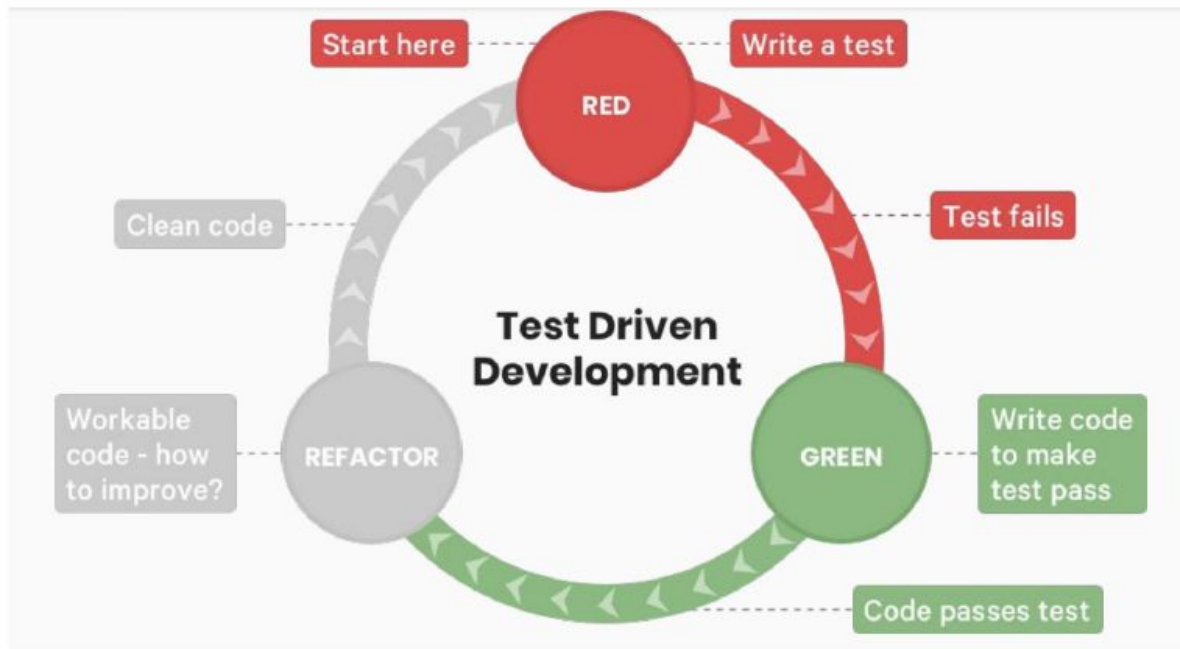 Start here
RED
Write a test
Test fails
Clean code
Test Driven
Development
Workable
code - how
to improve?
REFACTOR
GREEN
Write code
to make
test pass
Code passes test